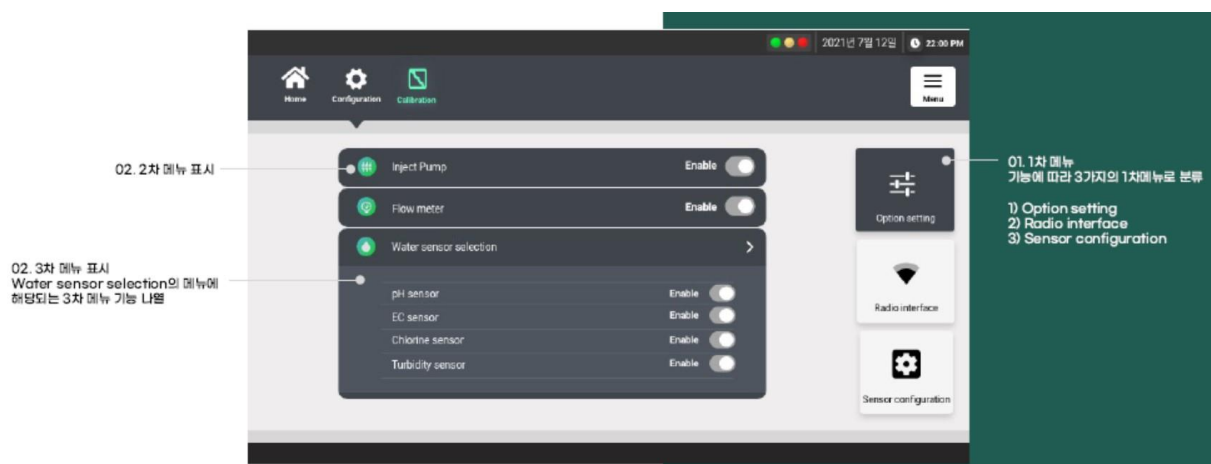 2021년 7월 12일 22:00 PM
Home Configuration Calibration Menu
02. 2차 메뉴 표시
Inject Pump Enable
Flow meter Enable
Water sensor selection
02. 3차 메뉴 표시
Water sensor selection의 메뉴에
해당되는 3차 메뉴 기능 나열
pH sensor Enable
EC sensor Enable
Chlorine sensor Enable
Turbidity sensor Enable
Option setting
Radio interface
Sensor configuration
01. 1차 메뉴
기능에 따라 3가지의 1차메뉴로 분류
1) Option setting
2) Radio interface
3) Sensor configuration